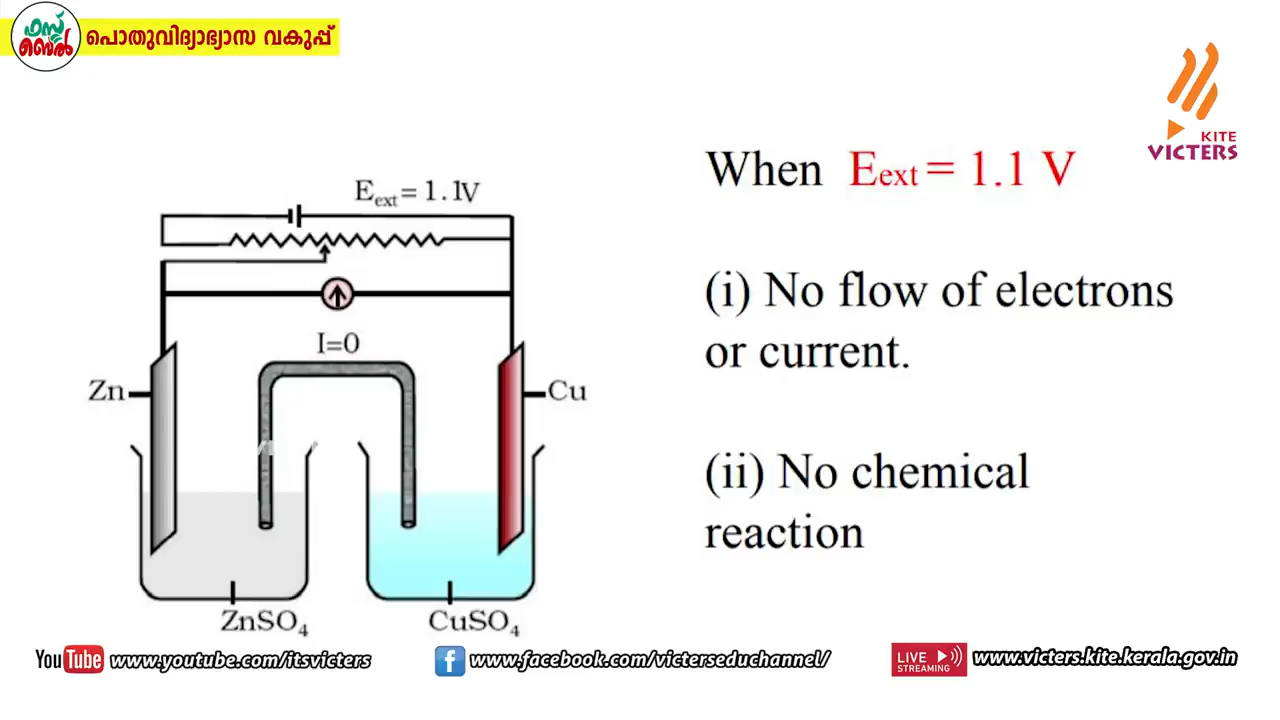 ഫസ്റ്റ്
ബെൽ
പൊതുവിദ്യാഭ്യാസ വകുപ്പ്
KITE
VICTERS
When Eext = 1.1 V
(i) No flow of electrons
or current.
(ii) No chemical
reaction
Eext = 1.1V
I=0
Zn
Cu
ZnSO4
CuSO4
YouTube www.youtube.com/itsvicters
f www.facebook.com/victerseduchannel/
LIVE
STREAMING
www.victers.kite.kerala.gov.in